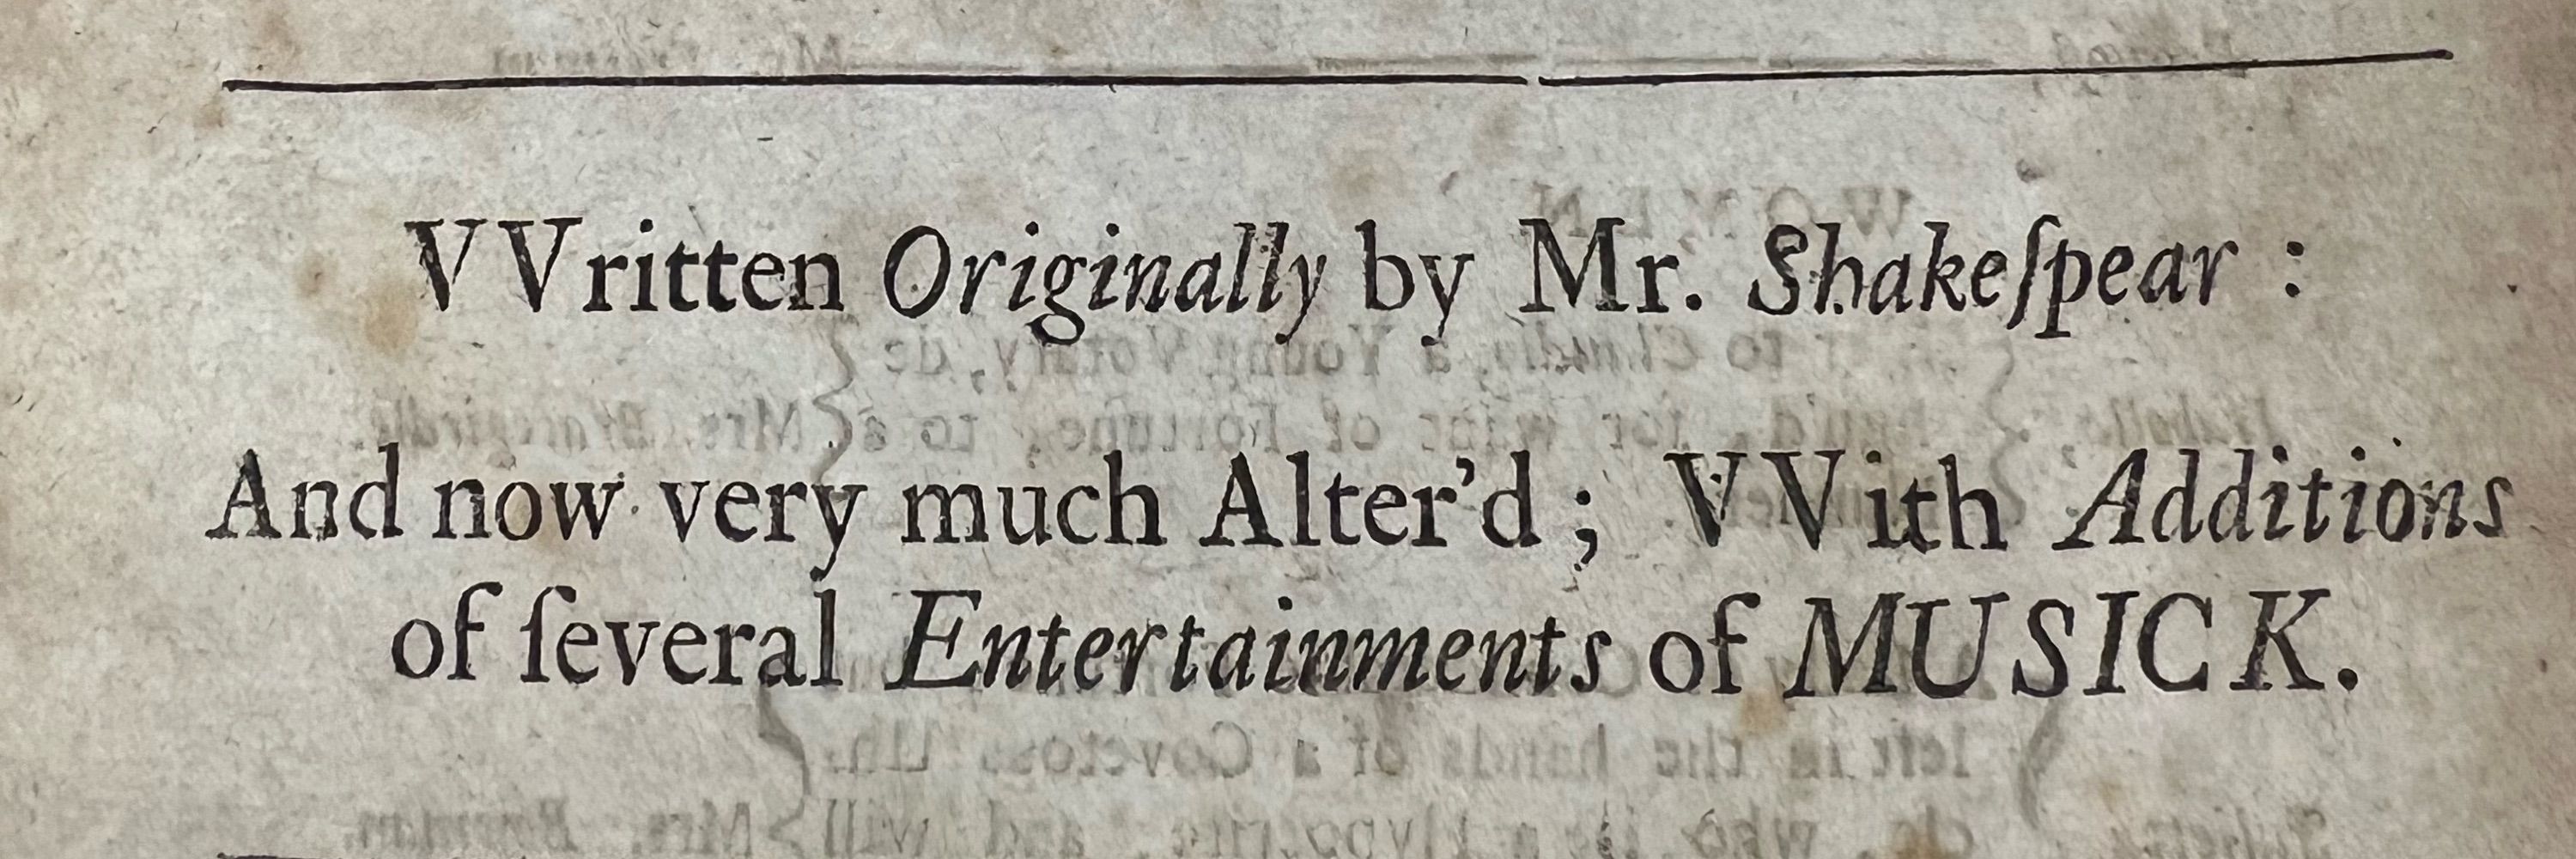 VVritten Originally by Mr. Shakeſpear :
And now very much Alter'd ; VVith Additions
of ſeveral Entertainments of MUSICK.